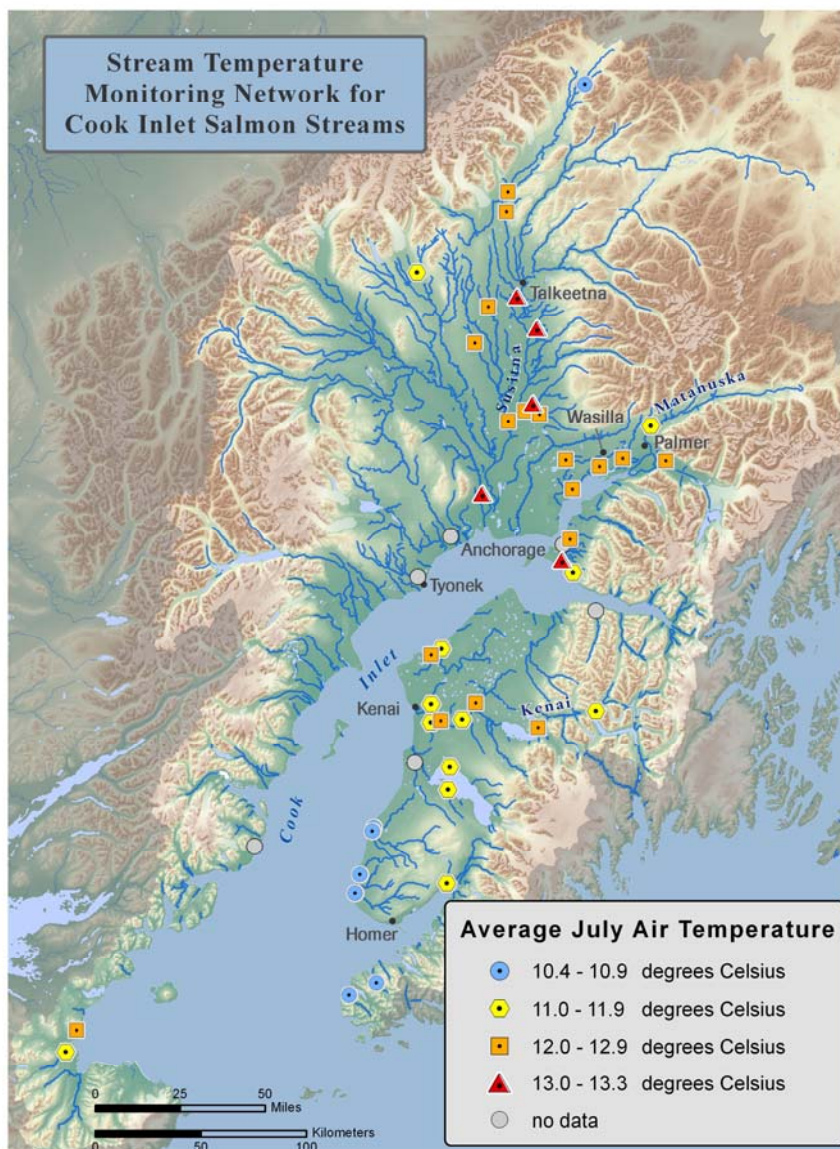 Stream Temperature
Monitoring Network for
Cook Inlet Salmon Streams
Talkeetna
Susitna
Matanuska
Wasilla
Palmer
Anchorage
Tyonek
Inlet
Kenai
Kenai
Cook
Homer
Average July Air Temperature
10.4 - 10.9 degrees Celsius
11.0 - 11.9 degrees Celsius
12.0 - 12.9 degrees Celsius
13.0 - 13.3 degrees Celsius
no data
0 25 50
Miles
Kilometers
0 50 100